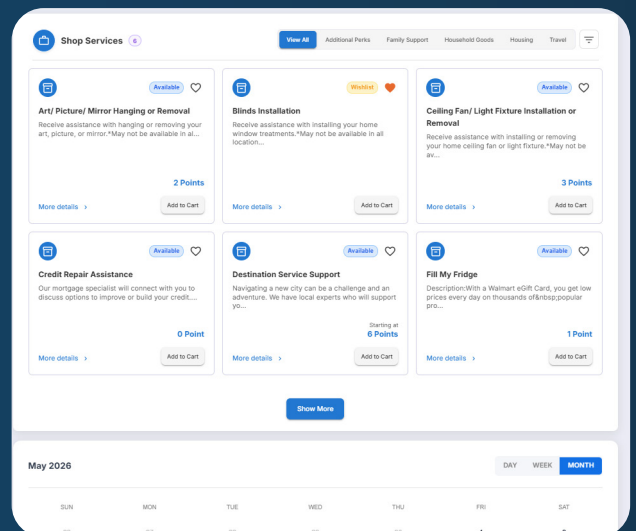 Shop Services 6
View All Additional Perks Family Support Household Goods Housing Travel
Available
Art/ Picture/ Mirror Hanging or Removal
Receive assistance with hanging or removing your
art, picture, or mirror.*May not be available in al...
2 Points
More details Add to Cart
Wishlist
Blinds Installation
Receive assistance with installing your home
window treatments.*May not be available in all
location...
More details Add to Cart
Available
Ceiling Fan/ Light Fixture Installation or
Removal
Receive assistance with installing or removing
your home ceiling fan or light fixture.*May not be
av...
3 Points
More details Add to Cart
Available
Credit Repair Assistance
Our mortgage specialist will connect with you to
discuss options to improve or build your credit....
0 Point
More details Add to Cart
Available
Destination Service Support
Navigating a new city can be a challenge and an
adventure. We have local experts who will support
yo...
Starting at
6 Points
More details Add to Cart
Available
Fill My Fridge
Description:With a Walmart eGift Card, you get low
prices every day on thousands of&nbsp;popular
pro...
1 Point
More details Add to Cart
Show More
May 2026 DAY WEEK MONTH
SUN MON TUE WED THU FRI SAT